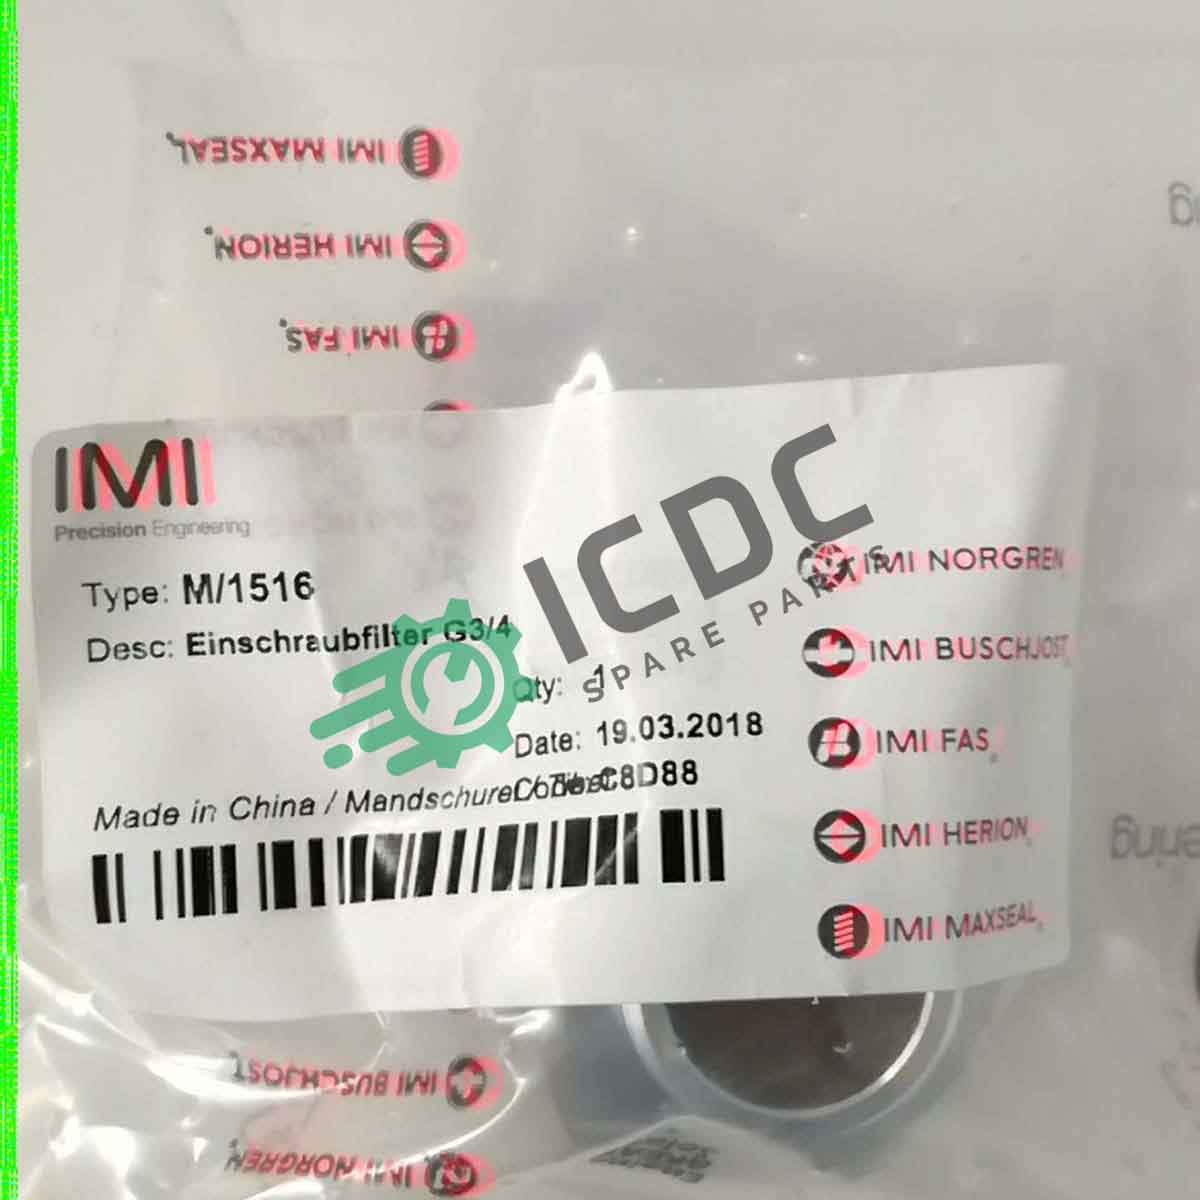 IMI MAXSEAL
IMI HERION
IMI FAS
IMI
Precision Engineering
Type: M/1516
Desc: Einschraubfilter G3/4
Qty: 1
Date: 19.03.2018
Made in China /
C8D88
ICDC
SPARE PARTS
IMI NORGREN
IMI BUSCHJOST
IMI FAS
IMI HERION
IMI MAXSEAL
IMI BUSCHJOST
IMI NORGREN